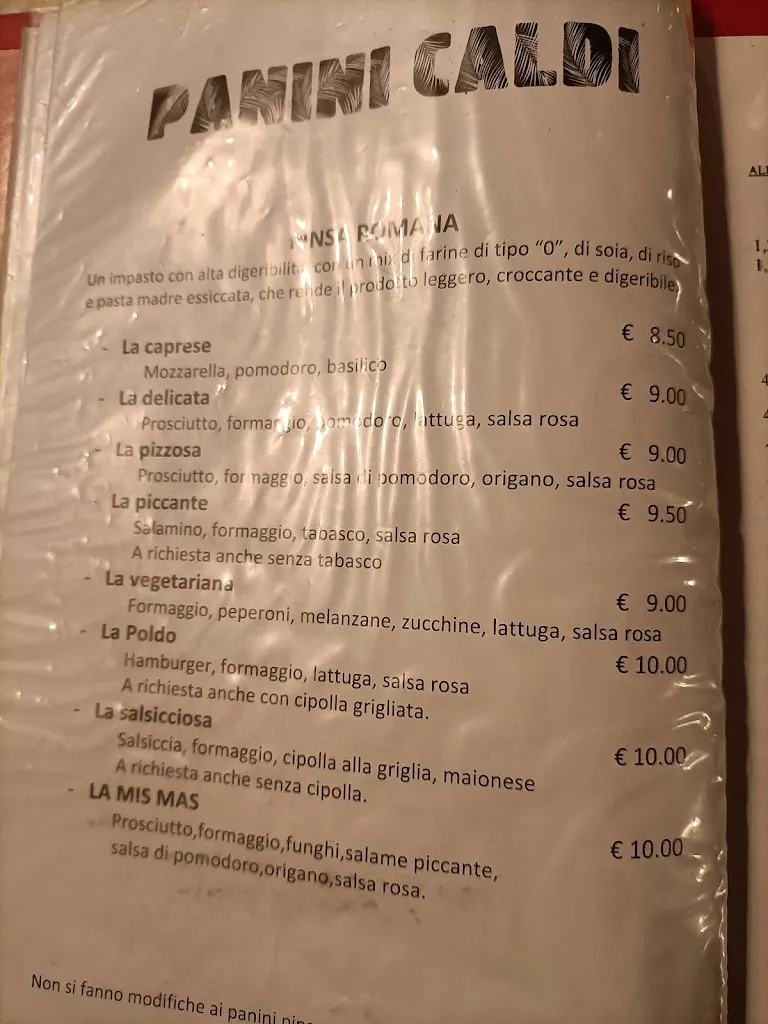 PANINI CALDI
PINSA ROMANA
Un impasto con alta digeribilità con un mix di farine di tipo "0", di soia, di riso
e pasta madre essiccata, che rende il prodotto leggero, croccante e digeribile,
- La caprese € 8.50
Mozzarella, pomodoro, basilico
- La delicata € 9.00
Prosciutto, formaggio, pomodoro, lattuga, salsa rosa
- La pizzosa € 9.00
Prosciutto, formaggio, salsa di pomodoro, origano, salsa rosa
- La piccante € 9.50
Salamino, formaggio, tabasco, salsa rosa
A richiesta anche senza tabasco
- La vegetariana € 9.00
Formaggio, peperoni, melanzane, zucchine, lattuga, salsa rosa
- La Poldo € 10.00
Hamburger, formaggio, lattuga, salsa rosa
A richiesta anche con cipolla grigliata.
- La salsicciosa € 10.00
Salsiccia, formaggio, cipolla alla griglia, maionese
A richiesta anche senza cipolla.
- LA MIS MAS € 10.00
Prosciutto,formaggio,funghi,salame piccante,
salsa di pomodoro,origano,salsa rosa.
Non si fanno modifiche ai panini